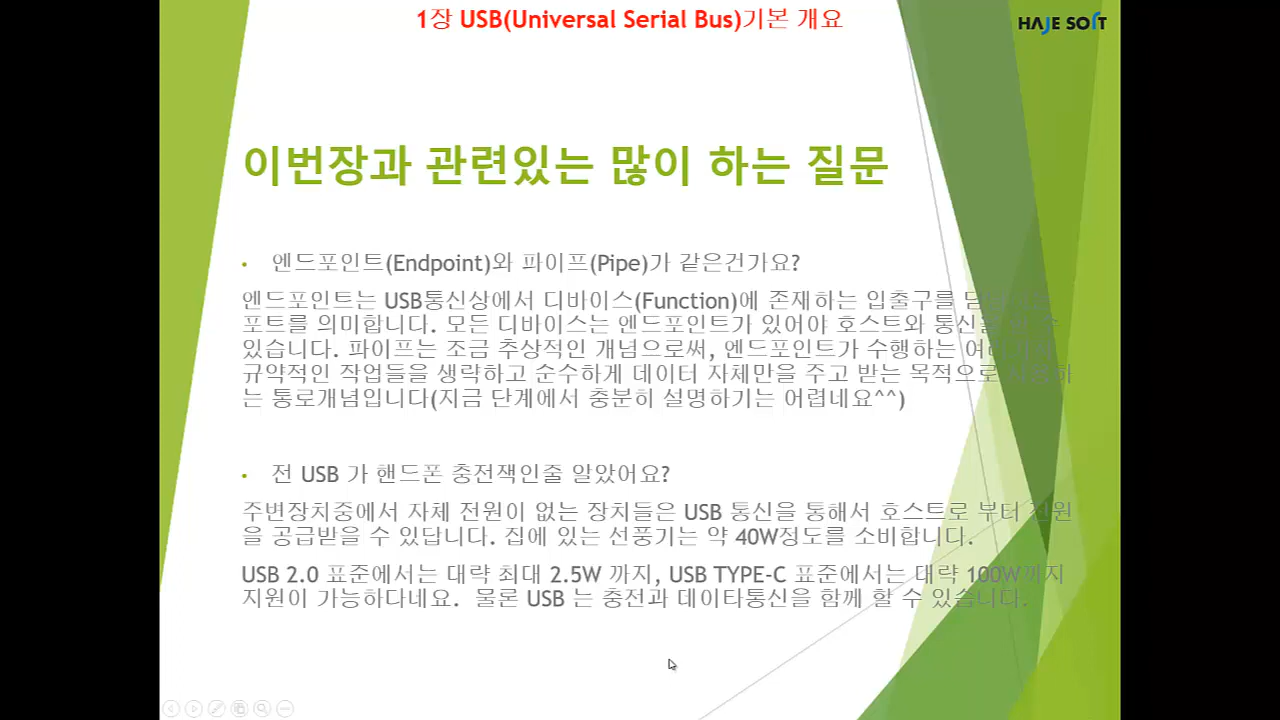 1장 USB(Universal Serial Bus)기본 개요
HAJE SOFT
이번장과 관련있는 많이 하는 질문
• 엔드포인트(Endpoint)와 파이프(Pipe)가 같은건가요?
엔드포인트는 USB통신상에서 디바이스(Function)에 존재하는 입출구를
포트를 의미합니다. 모든 디바이스는 엔드포인트가 있어야 호스트와 통신을 할 수
있습니다. 파이프는 조금 추상적인 개념으로써, 엔드포인트가 수행하는 여러가지
규약적인 작업들을 생략하고 순수하게 데이터 자체만을 주고 받는 목적으로
는 통로개념입니다(지금 단계에서 충분히 설명하기는 어렵네요^^)
• 전 USB 가 핸드폰 충전잭인줄 알았어요?
주변장치중에서 자체 전원이 없는 장치들은 USB 통신을 통해서 호스트로 부터 전원
을 공급받을 수 있답니다. 집에 있는 선풍기는 약 40W정도를 소비합니다.
USB 2.0 표준에서는 대략 최대 2.5W 까지, USB TYPE-C 표준에서는 대략 100W까지
지원이 가능하다네요. 물론 USB 는 충전과 데이타통신을 함께 할 수 있습니다.